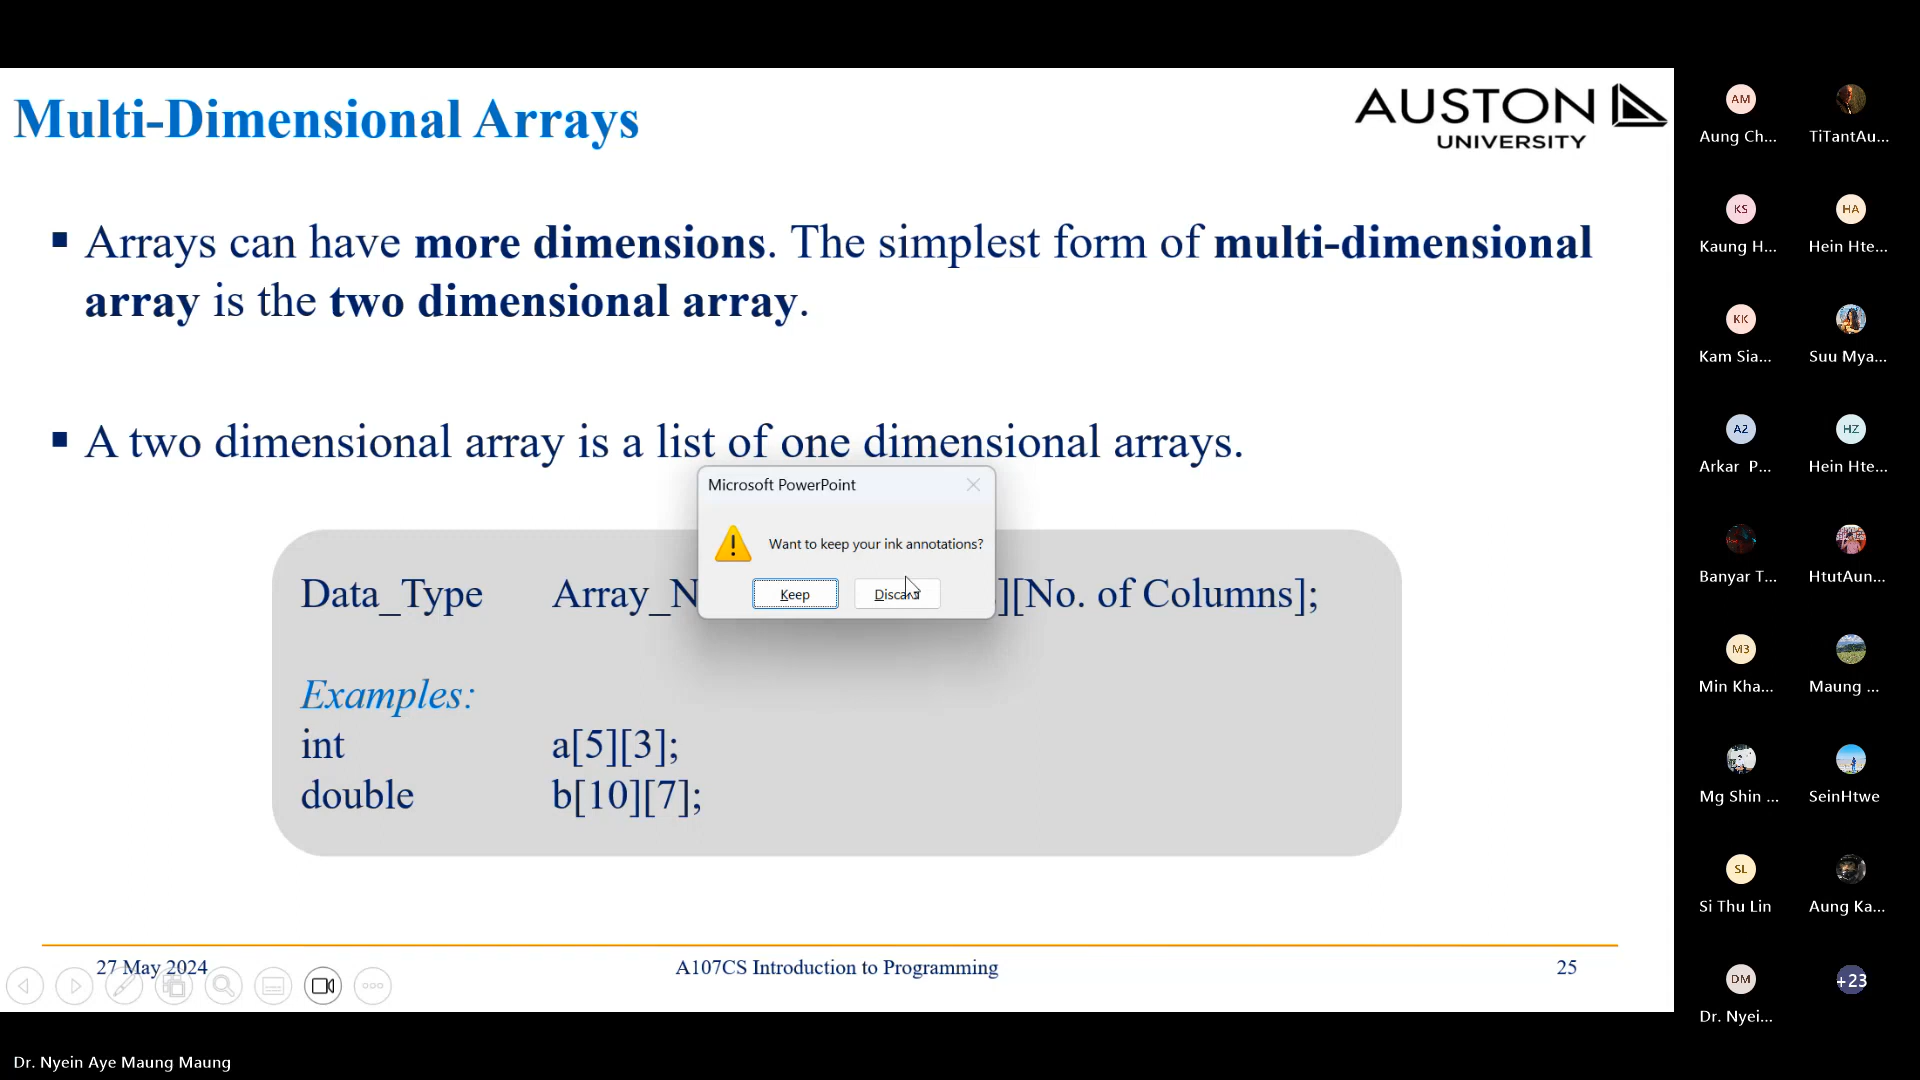 Multi-Dimensional Arrays
AUSTON
UNIVERSITY
▪ Arrays can have more dimensions. The simplest form of multi-dimensional
array is the two dimensional array.
▪ A two dimensional array is a list of one dimensional arrays.
Microsoft PowerPoint
Want to keep your ink annotations?
Keep Discard
Data_Type Array_N ][No. of Columns];
Examples:
int a[5][3];
double b[10][7];
27 May 2024 A107CS Introduction to Programming 25
AM
Aung Ch... TiTantAu...
KS HA
Kaung H... Hein Hte...
KK
Kam Sia... Suu Mya...
A2 HZ
Arkar P... Hein Hte...
Banyar T... HtutAun...
M3
Min Kha... Maung ...
Mg Shin ... SeinHtwe
SL
Si Thu Lin Aung Ka...
DM +23
Dr. Nyei...
Dr. Nyein Aye Maung Maung